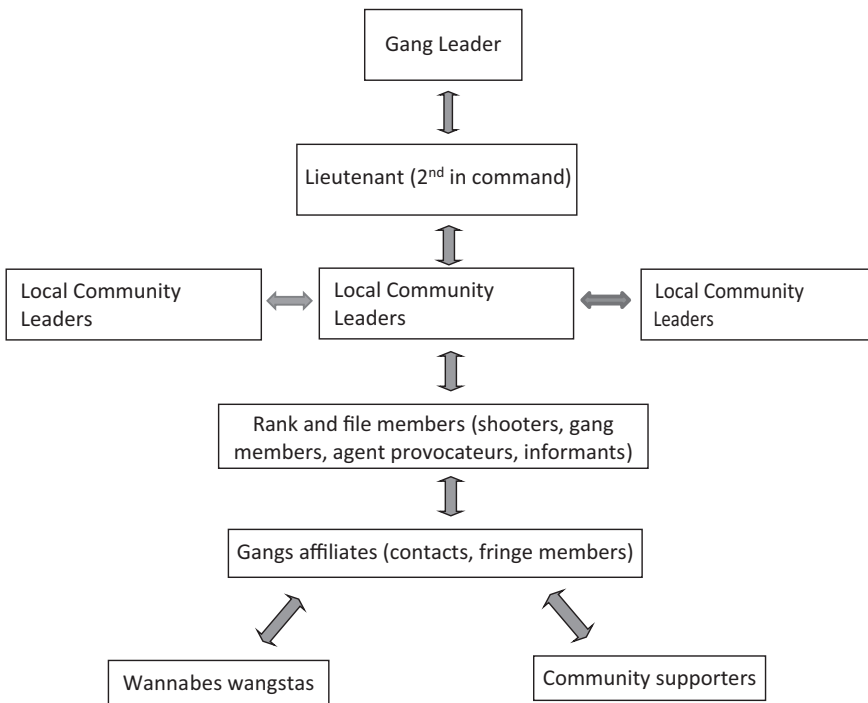 Gang Leader
Lieutenant (2nd in command)
Local Community
Leaders
Local Community
Leaders
Local Community
Leaders
Rank and file members (shooters, gang
members, agent provocateurs, informants)
Gangs affiliates (contacts, fringe members)
Wannabes wangstas
Community supporters